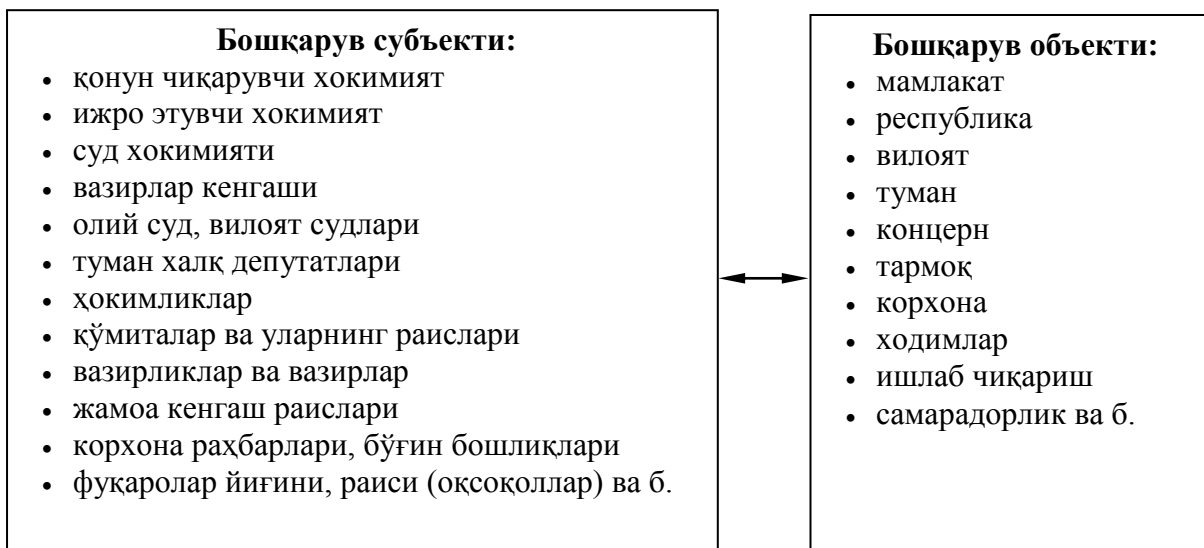 Бошқарув субъекти:
• қонун чиқарувчи хокимият
• ижро этувчи хокимият
• суд хокимияти
• вазирлар кенгаши
• олий суд, вилоят судлари
• туман халқ депутатлари
• ҳокимликлар
• қўмиталар ва уларнинг раислари
• вазирликлар ва вазирлар
• жамоа кенгаш раислари
• корхона раҳбарлари, бўғин бошлиқлари
• фуқаролар йиғини, раиси (оқсоқоллар) ва б.
Бошқарув объекти:
• мамлакат
• республика
• вилоят
• туман
• концерн
• тармоқ
• корхона
• ходимлар
• ишлаб чиқариш
• самарадорлик ва б.